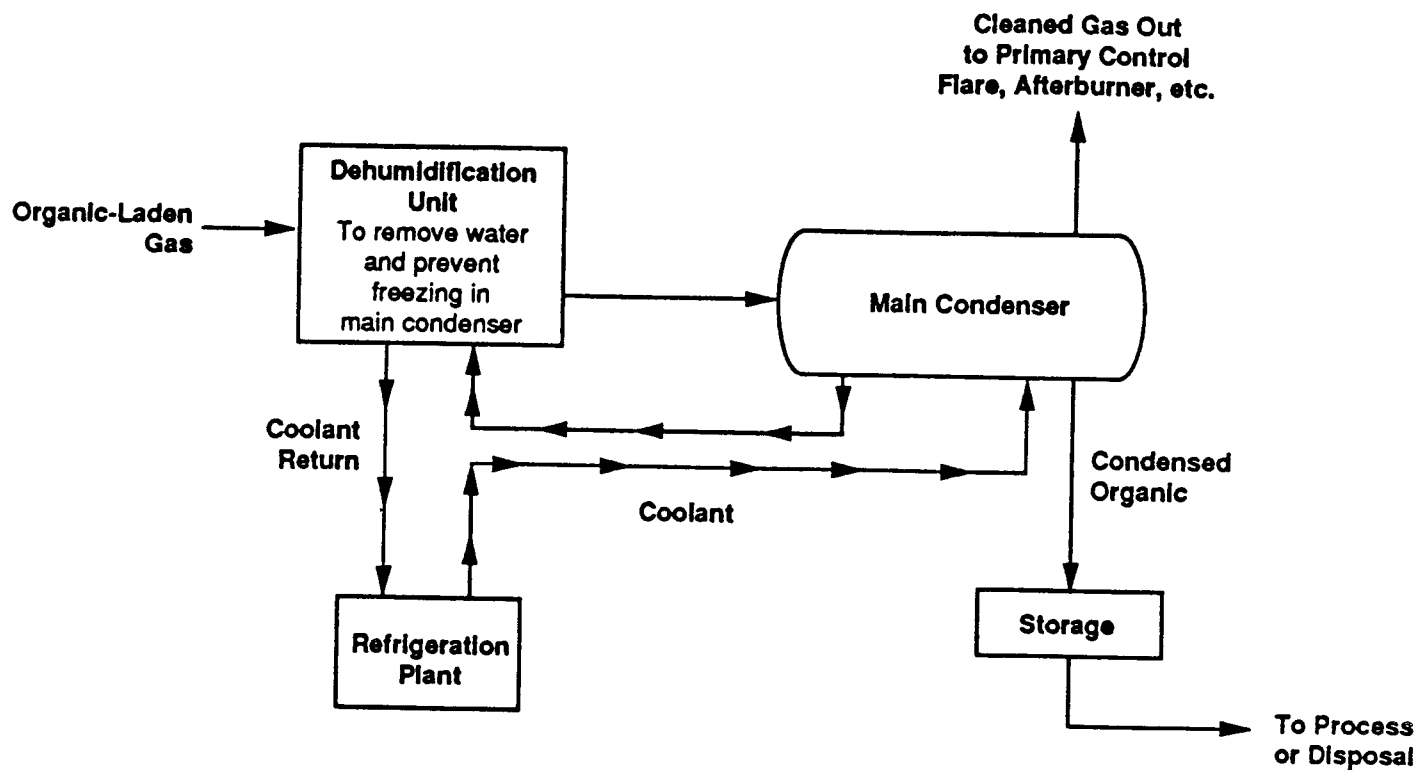 Cleaned Gas Out
to Primary Control
Flare, Afterburner, etc.
Dehumidification
Unit
To remove water
and prevent
freezing in
main condenser
Organic-Laden
Gas
Main Condenser
Coolant
Return
Coolant
Condensed
Organic
Refrigeration
Plant
Storage
To Process
or Disposal